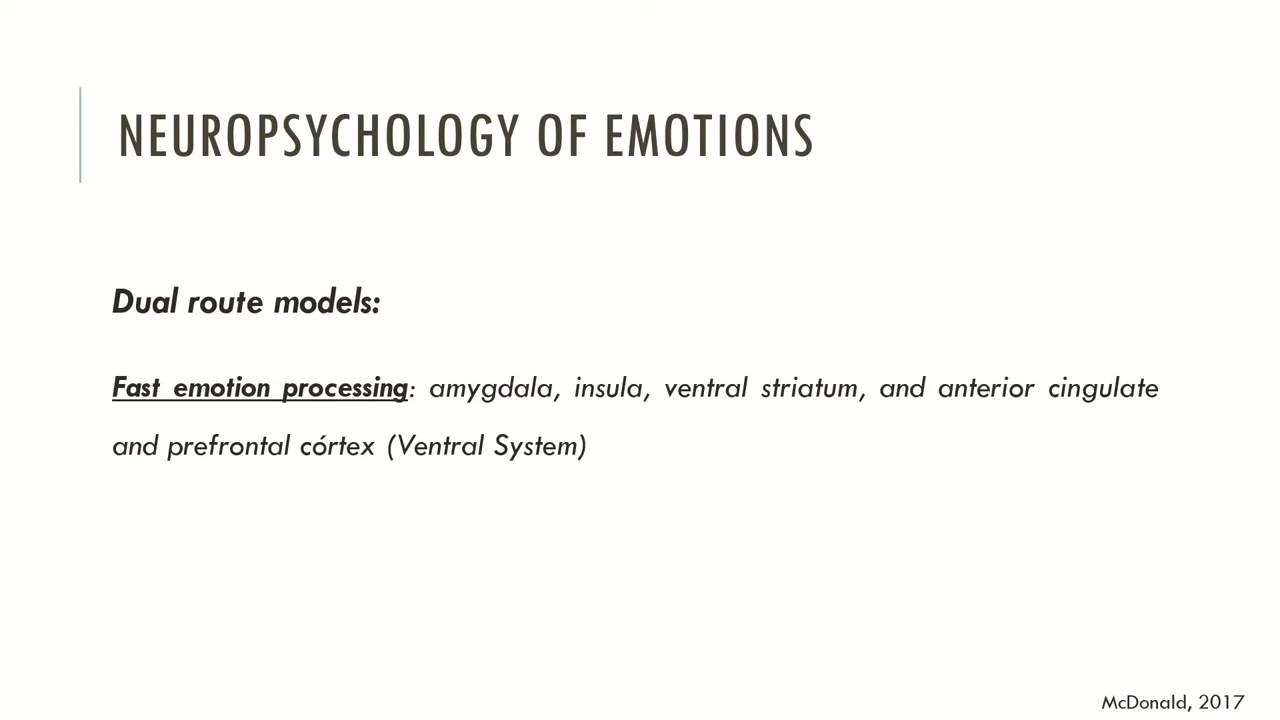 NEUROPSYCHOLOGY OF EMOTIONS
Dual route models:
Fast emotion processing: amygdala, insula, ventral striatum, and anterior cingulate
and prefrontal córtex (Ventral System)
McDonald, 2017